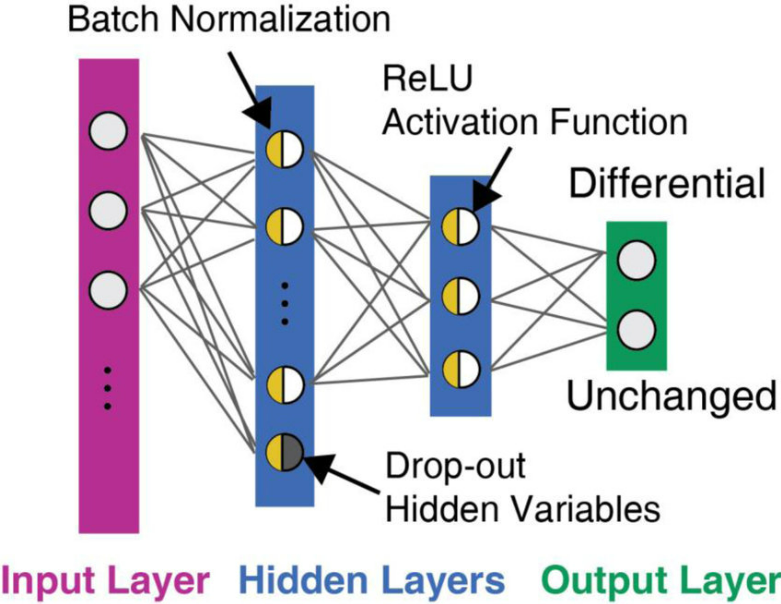 Batch Normalization
ReLU
Activation Function
Differential
Unchanged
Drop-out
Hidden Variables
Input Layer
Hidden Layers
Output Layer